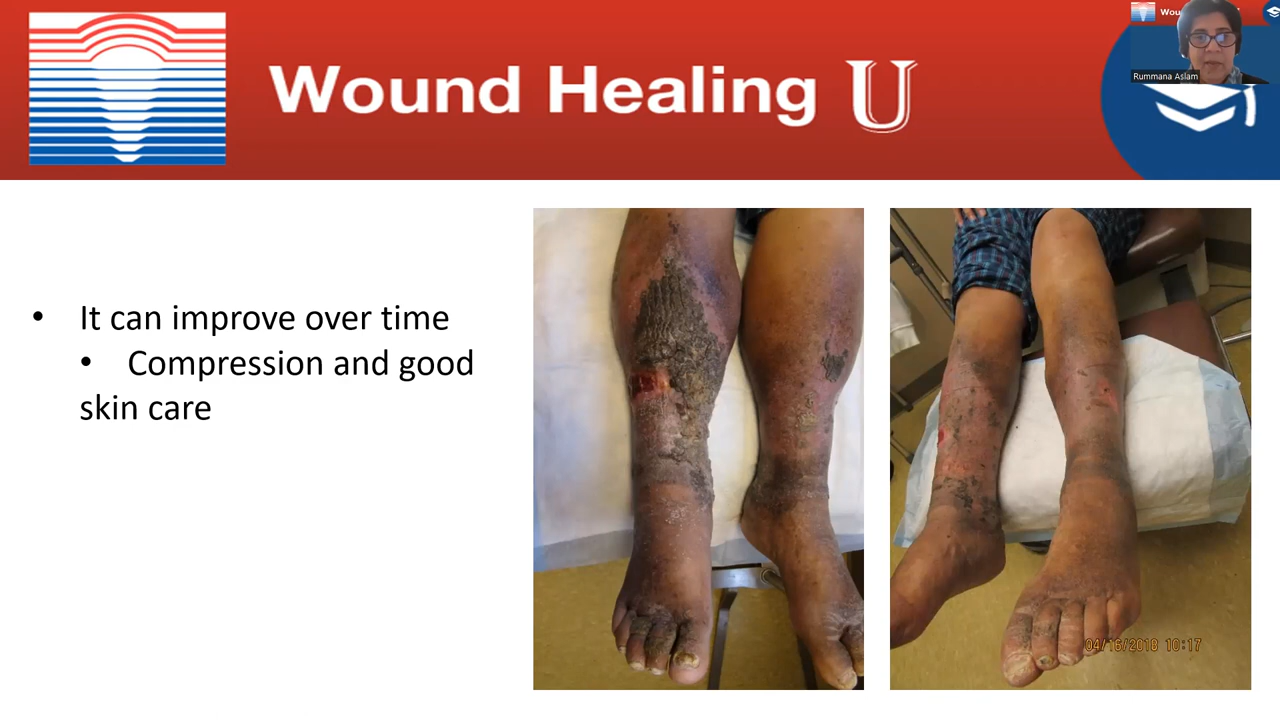 Wound Healing U
Rummana Aslam
• It can improve over time
• Compression and good
skin care
04/16/2018 10:17